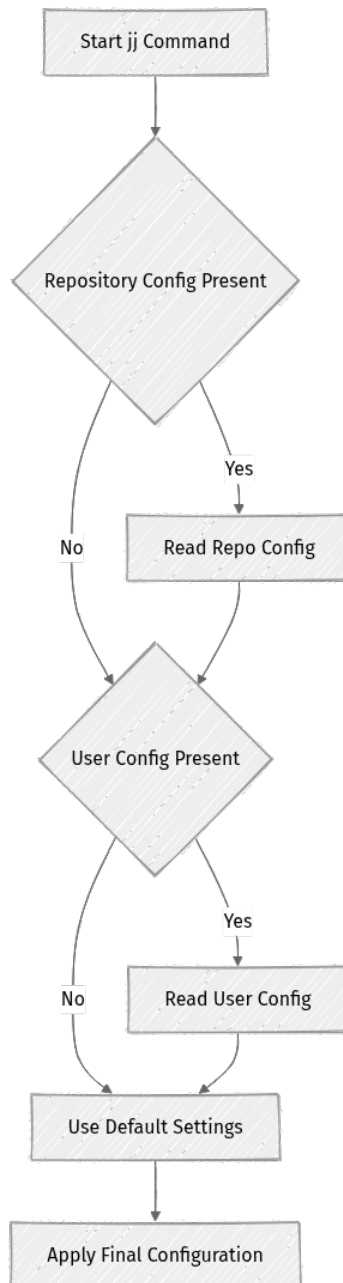 Start jj Command
Repository Config Present
Yes
No
Read Repo Config
User Config Present
Yes
No
Read User Config
Use Default Settings
Apply Final Configuration